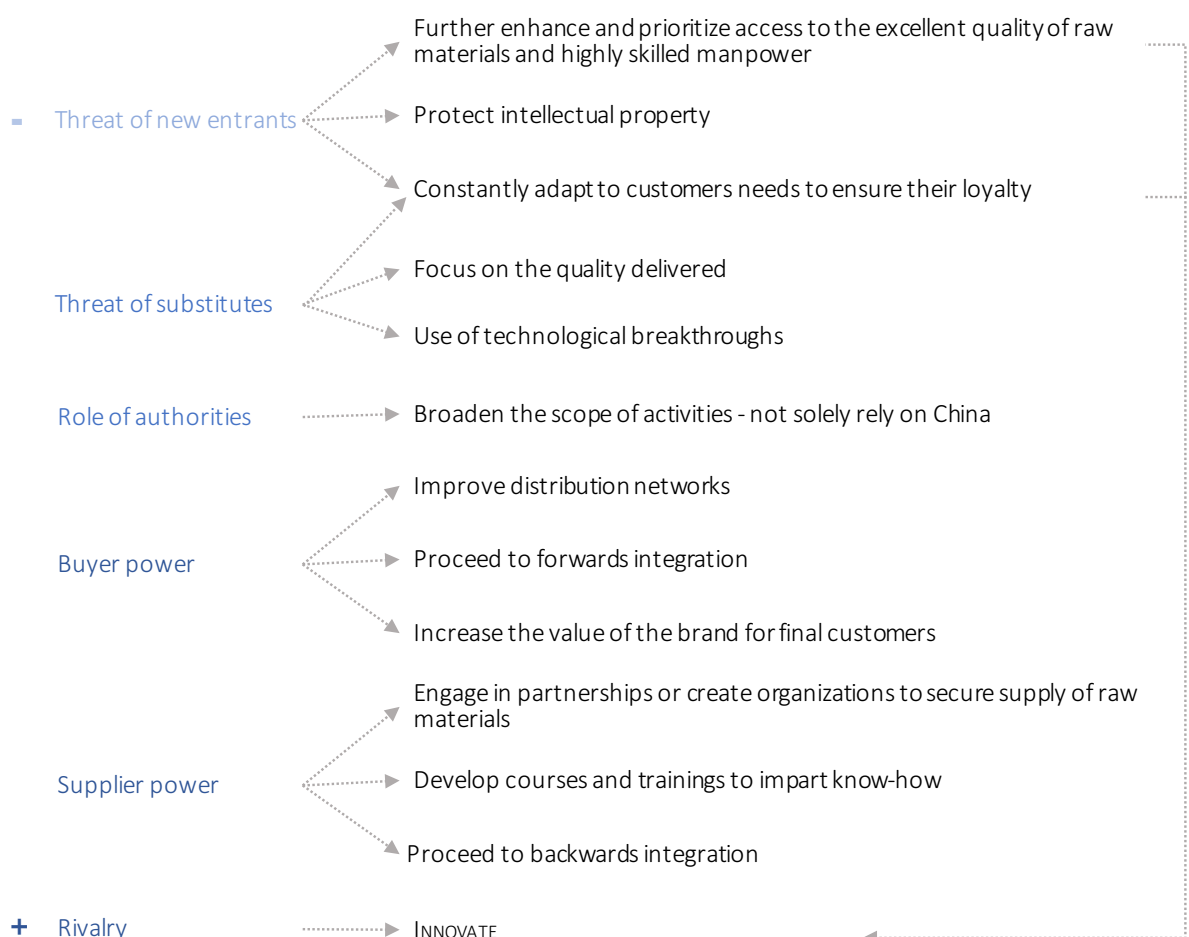 Further enhance and prioritize access to the excellent quality of raw
materials and highly skilled manpower
- Threat of new entrants
Protect intellectual property
Constantly adapt to customers needs to ensure their loyalty
Focus on the quality delivered
Threat of substitutes
Use of technological breakthroughs
Role of authorities
Broaden the scope of activities - not solely rely on China
Improve distribution networks
Buyer power
Proceed to forwards integration
Increase the value of the brand for final customers
Engage in partnerships or create organizations to secure supply of raw
materials
Supplier power
Develop courses and trainings to impart know-how
Proceed to backwards integration
+ Rivalry
INNOVATE